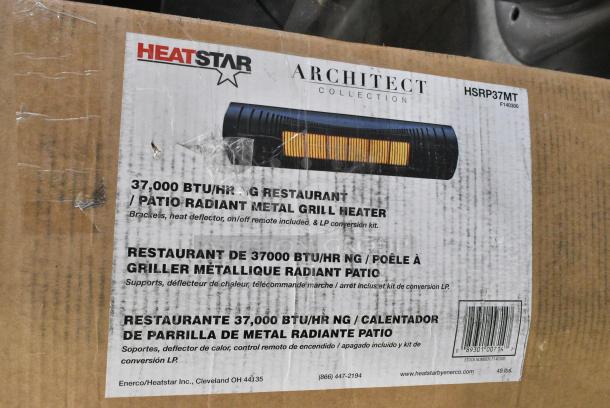 HEATSTAR
ARCHITECT
COLLECTION
HSRP37MT
F140300
37,000 BTU/HR NG RESTAURANT
/ PATIO RADIANT METAL GRILL HEATER
Brackets, heat deflector, on/off remote included & LP conversion kit.
RESTAURANT DE 37000 BTU/HR NG / POÊLE À
GRILLER MÉTALLIQUE RADIANT PATIO
Supports, déflecteur de chaleur, télécommande marche / arrêt inclus et kit de conversion LP.
RESTAURANTE 37,000 BTU/HR NG / CALENTADOR
DE PARRILLA DE METAL RADIANTE PATIO
Soportes, deflector de calor, control remoto de encendido / apagado incluido y kit de
conversión LP.
Enerco/Heatstar Inc., Cleveland OH 44135
(866) 447-2194
www.heatstarbyenerco.com
49 lbs.